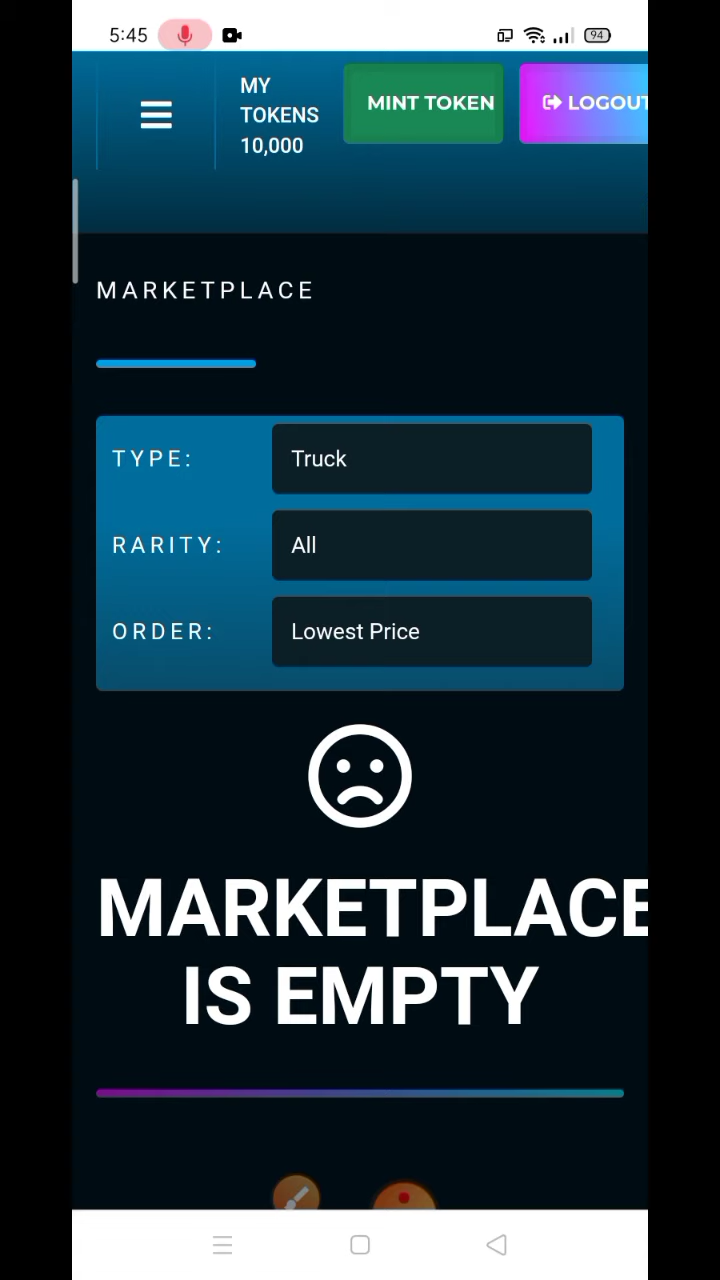 5:45
94
MY
TOKENS
10,000
MINT TOKEN
LOGOUT
MARKETPLACE
TYPE:
Truck
RARITY:
All
ORDER:
Lowest Price
MARKETPLACE
IS EMPTY